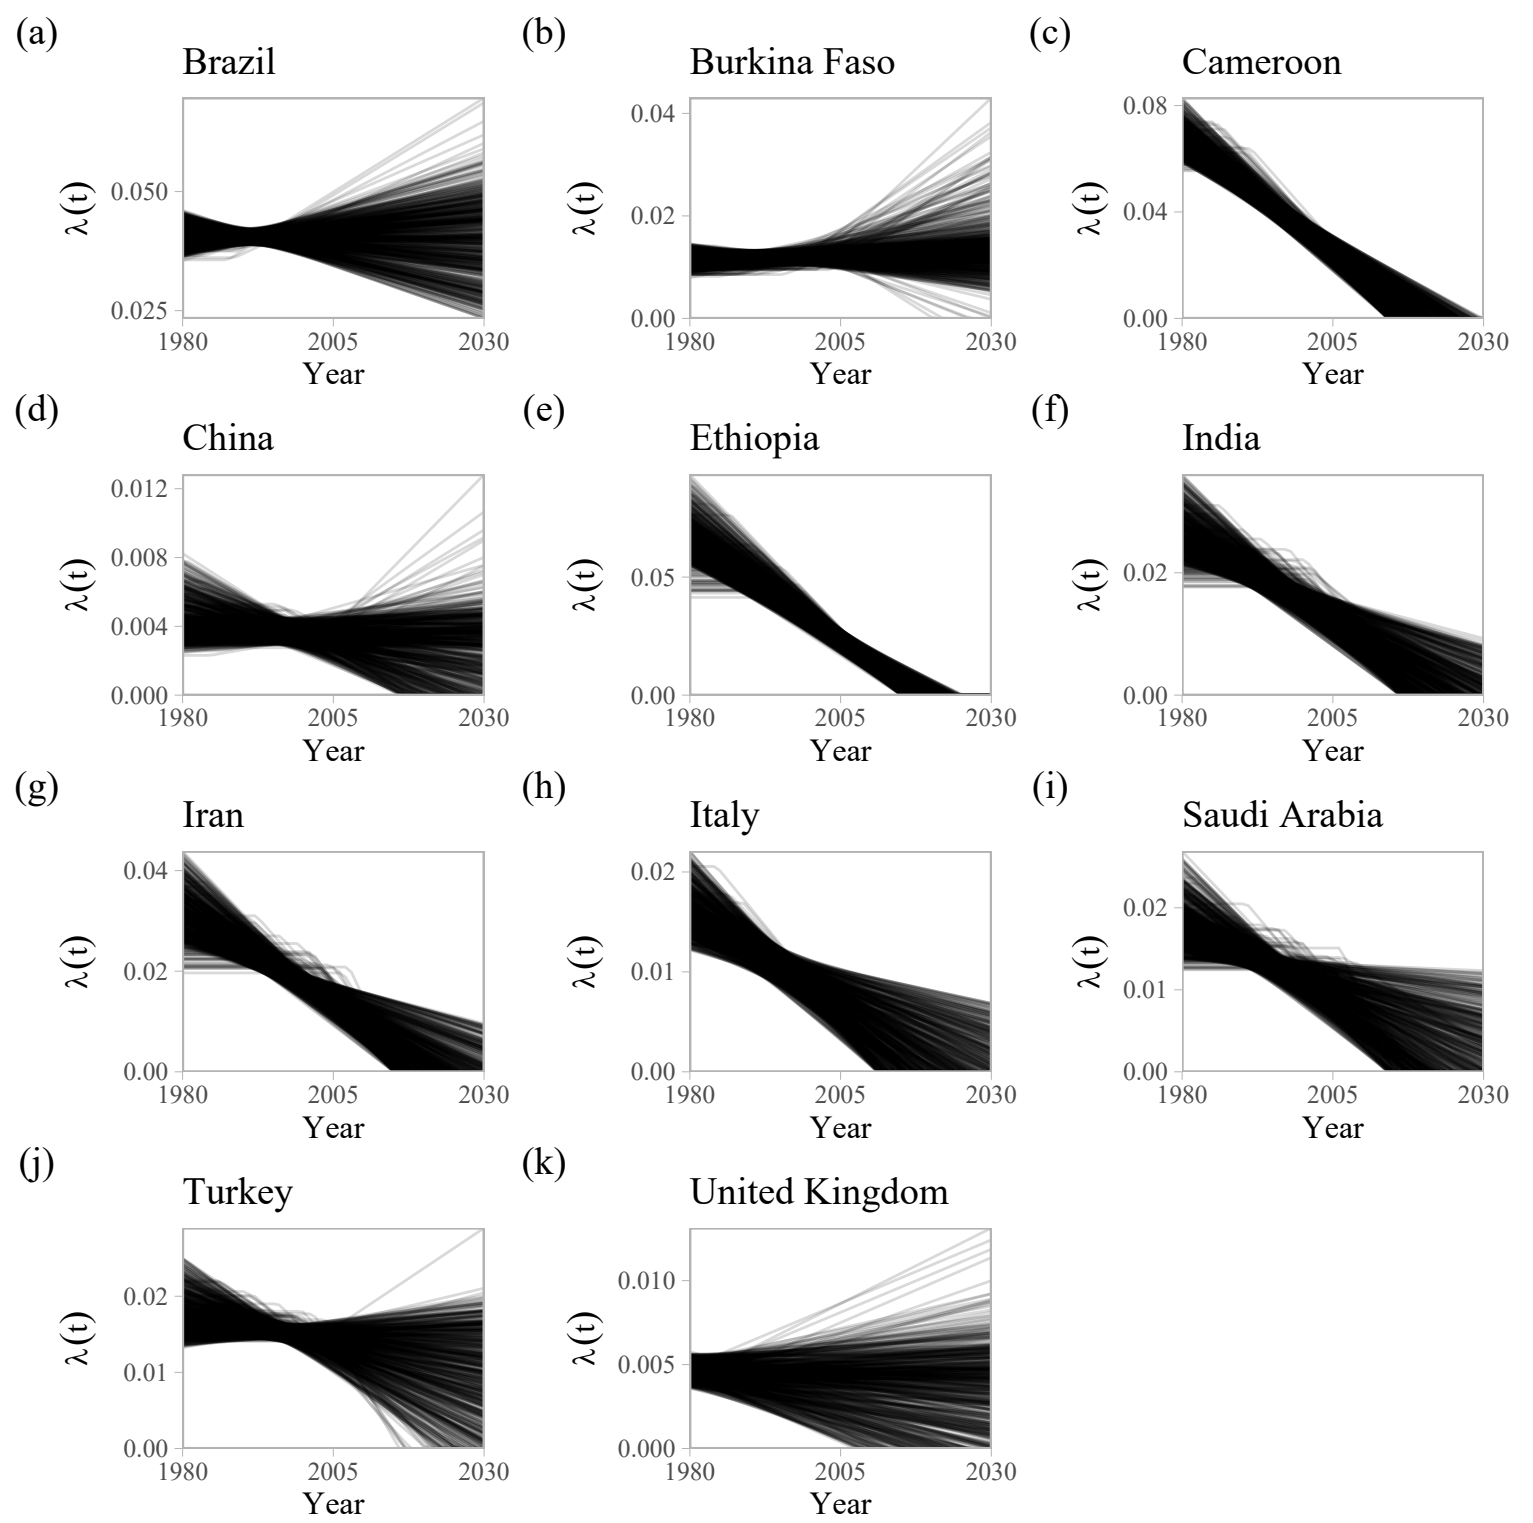 (a) (b) (c)
Brazil Burkina Faso Cameroon
0.050
0.025
λ(t)
1980 2005 2030
Year
0.04
0.02
0.00
λ(t)
1980 2005 2030
Year
0.08
0.04
0.00
λ(t)
1980 2005 2030
Year
(d) (e) (f)
China Ethiopia India
0.012
0.008
0.004
0.000
λ(t)
1980 2005 2030
Year
0.05
0.00
λ(t)
1980 2005 2030
Year
0.02
0.00
λ(t)
1980 2005 2030
Year
(g) (h) (i)
Iran Italy Saudi Arabia
0.04
0.02
0.00
λ(t)
1980 2005 2030
Year
0.02
0.01
0.00
λ(t)
1980 2005 2030
Year
0.02
0.01
0.00
λ(t)
1980 2005 2030
Year
(j) (k)
Turkey United Kingdom
0.02
0.01
0.00
λ(t)
1980 2005 2030
Year
0.010
0.005
0.000
λ(t)
1980 2005 2030
Year